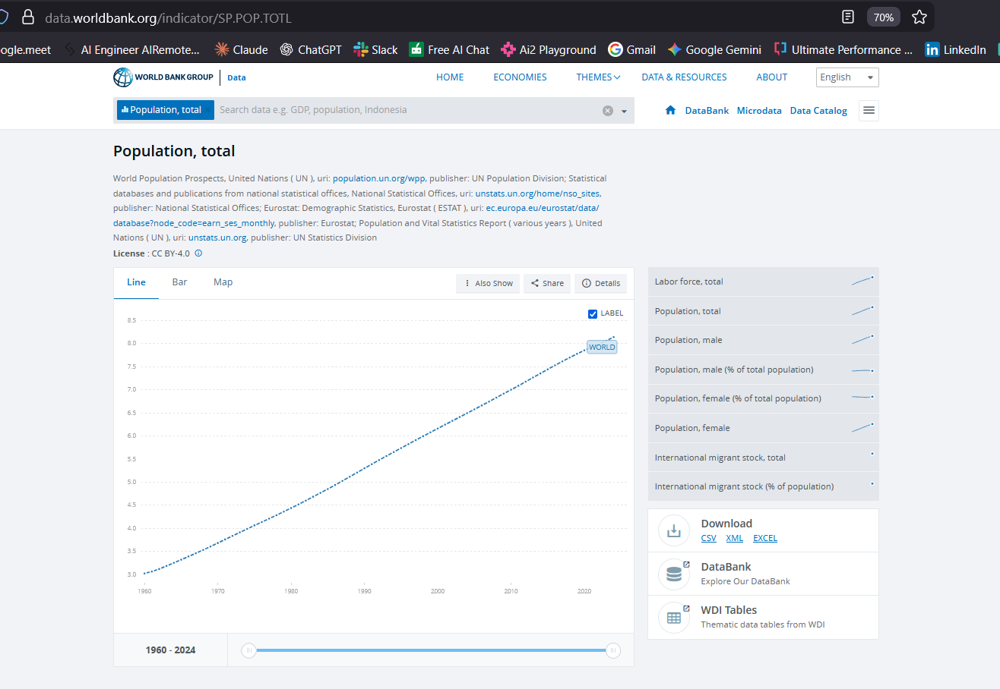 data.worldbank.org/indicator/SP.POP.TOTL
70%
ogle.meet
AI Engineer AIRemote...
Claude
ChatGPT
Slack
Free AI Chat
Ai2 Playground
Gmail
Google Gemini
Ultimate Performance ...
LinkedIn
WORLD BANK GROUP
Data
HOME
ECONOMIES
THEMES
DATA & RESOURCES
ABOUT
English
Population, total
Search data e.g. GDP, population, Indonesia
DataBank
Microdata
Data Catalog
Population, total
World Population Prospects, United Nations ( UN ), uri: population.un.org/wpp, publisher: UN Population Division; Statistical
databases and publications from national statistical offices, National Statistical Offices, uri: unstats.un.org/home/nso_sites,
publisher: National Statistical Offices; Eurostat: Demographic Statistics, Eurostat ( ESTAT ), uri: ec.europa.eu/eurostat/data/
database?node_code=earn_ses_monthly, publisher: Eurostat; Population and Vital Statistics Report ( various years ), United
Nations ( UN ), uri: unstats.un.org, publisher: UN Statistics Division
License : CC BY-4.0
Line
Bar
Map
Also Show
Share
Details
LABEL
8.5
8.0
7.5
7.0
6.5
6.0
5.5
5.0
4.5
4.0
3.5
3.0
WORLD
1960
1970
1980
1990
2000
2010
2020
1960 - 2024
Labor force, total
Population, total
Population, male
Population, male (% of total population)
Population, female (% of total population)
Population, female
International migrant stock, total
International migrant stock (% of population)
Download
CSV
XML
EXCEL
DataBank
Explore Our DataBank
WDI Tables
Thematic data tables from WDI